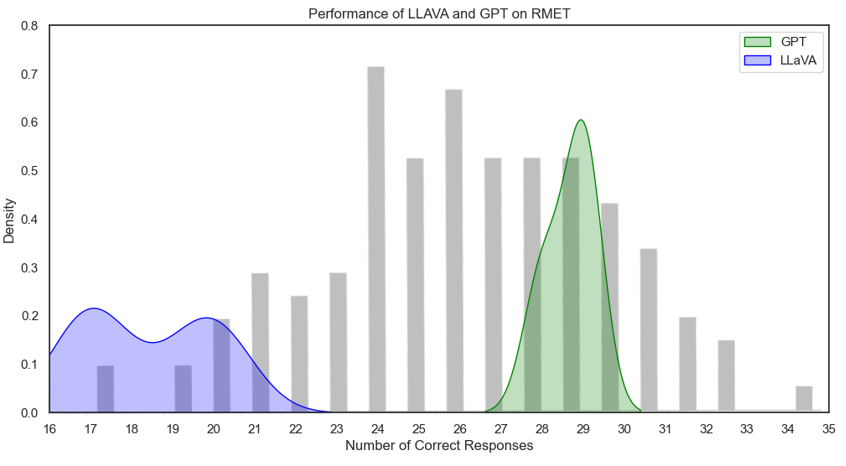 Performance of LLAVA and GPT on RMET
GPT
LLaVA
0.8
0.7
0.6
0.5
0.4
0.3
0.2
0.1
0.0
Density
16 17 18 19 20 21 22 23 24 25 26 27 28 29 30 31 32 33 34 35
Number of Correct Responses